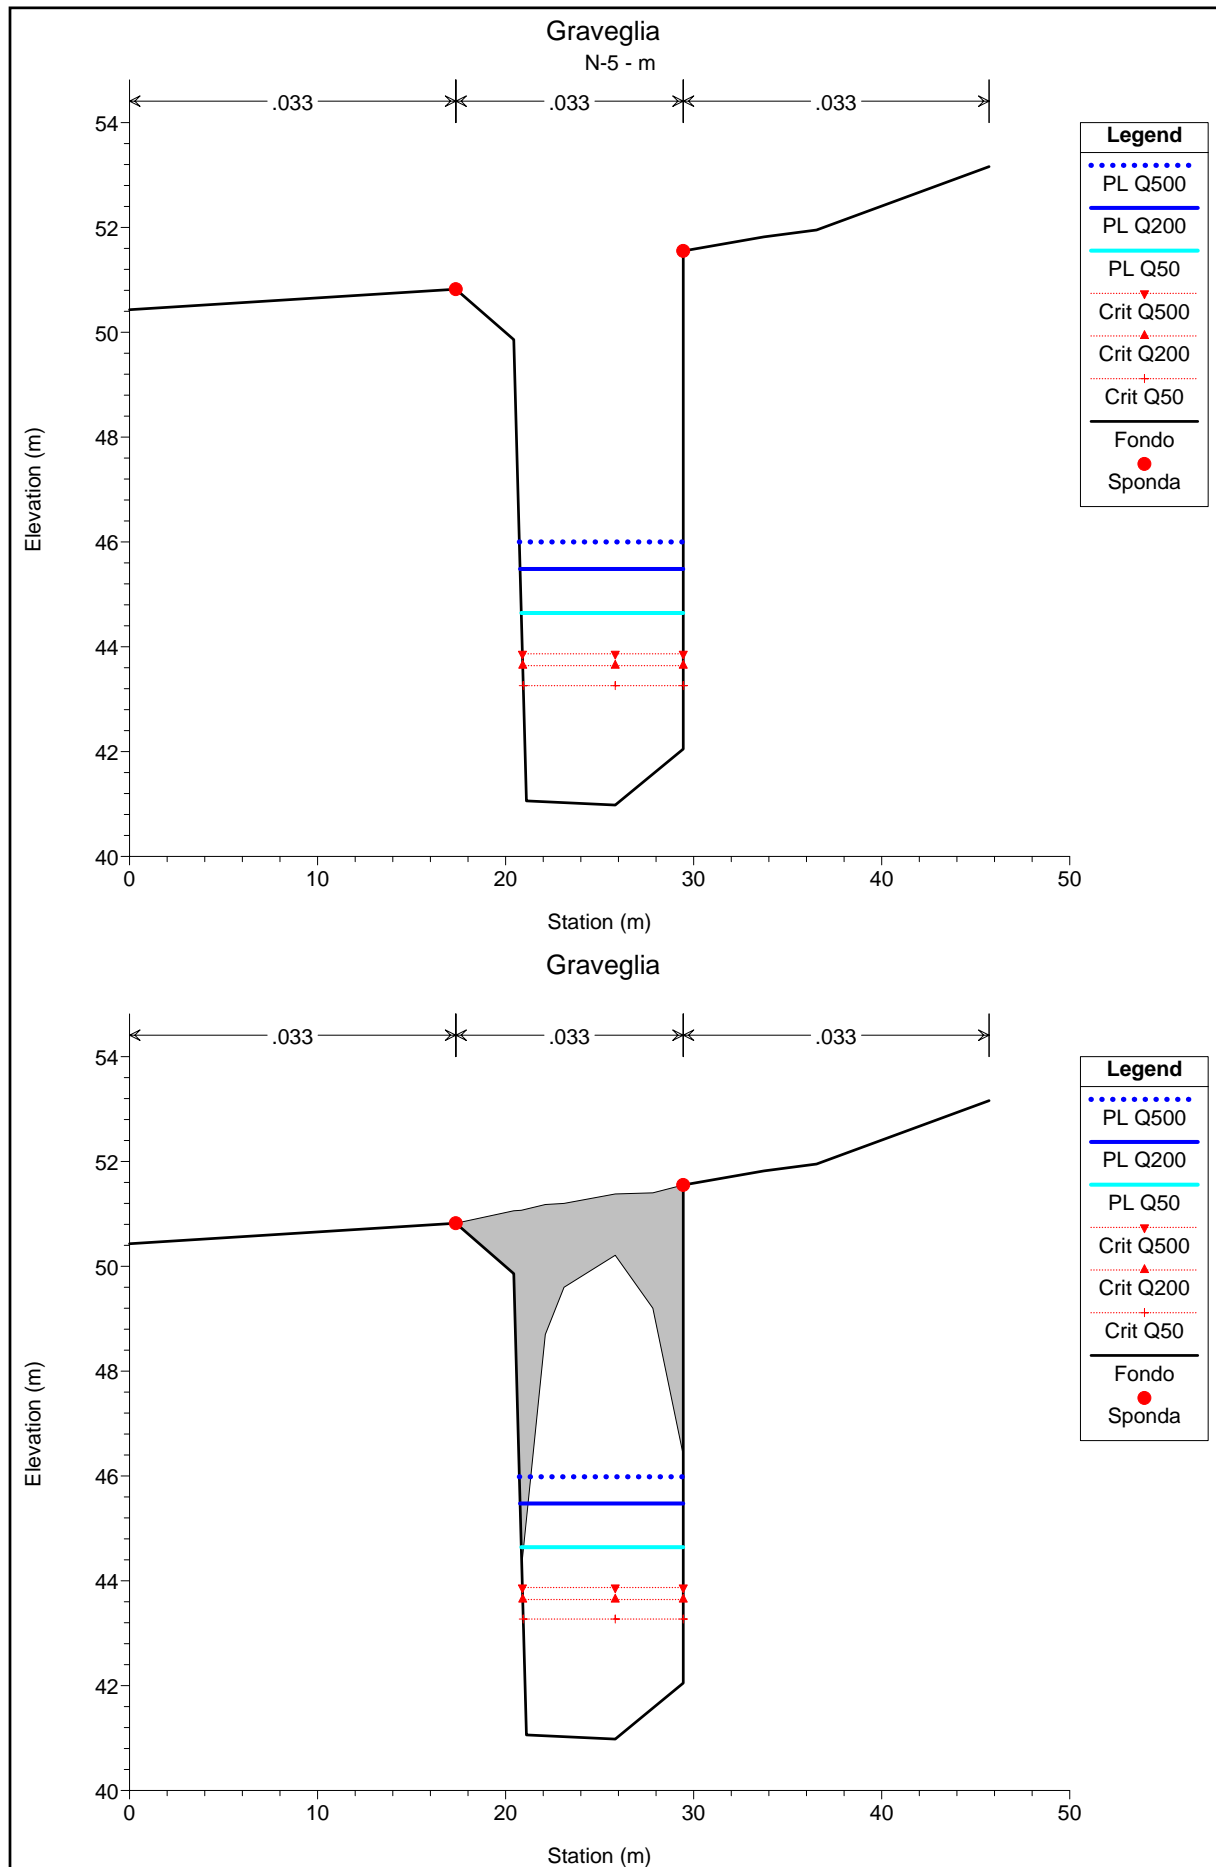 Graveglia
N-5 - m
.033 .033 .033
54
52
50
48
46
44
42
40
Elevation (m)
0 10 20 30 40 50
Station (m)
Legend
PL Q500
PL Q200
PL Q50
Crit Q500
Crit Q200
Crit Q50
Fondo
Sponda
Graveglia
.033 .033 .033
54
52
50
48
46
44
42
40
Elevation (m)
0 10 20 30 40 50
Station (m)
Legend
PL Q500
PL Q200
PL Q50
Crit Q500
Crit Q200
Crit Q50
Fondo
Sponda